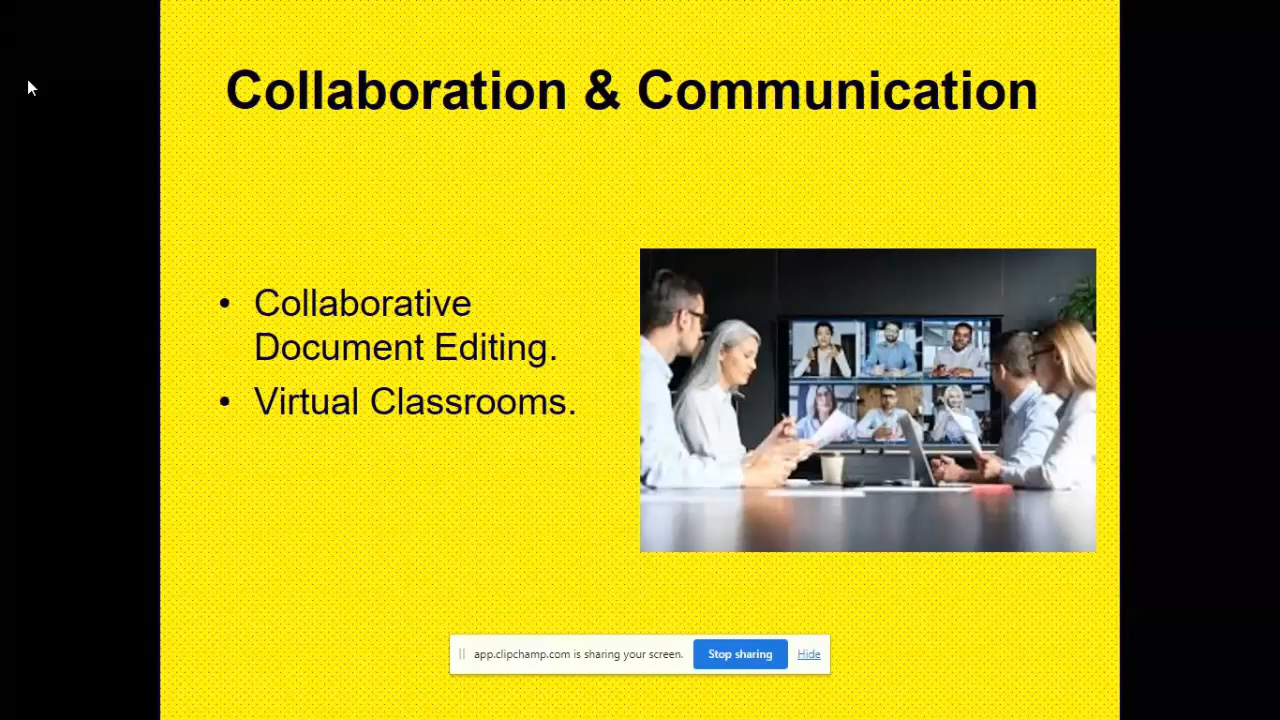 Collaboration & Communication
• Collaborative
Document Editing.
• Virtual Classrooms.
app.clipchamp.com is sharing your screen. Stop sharing Hide